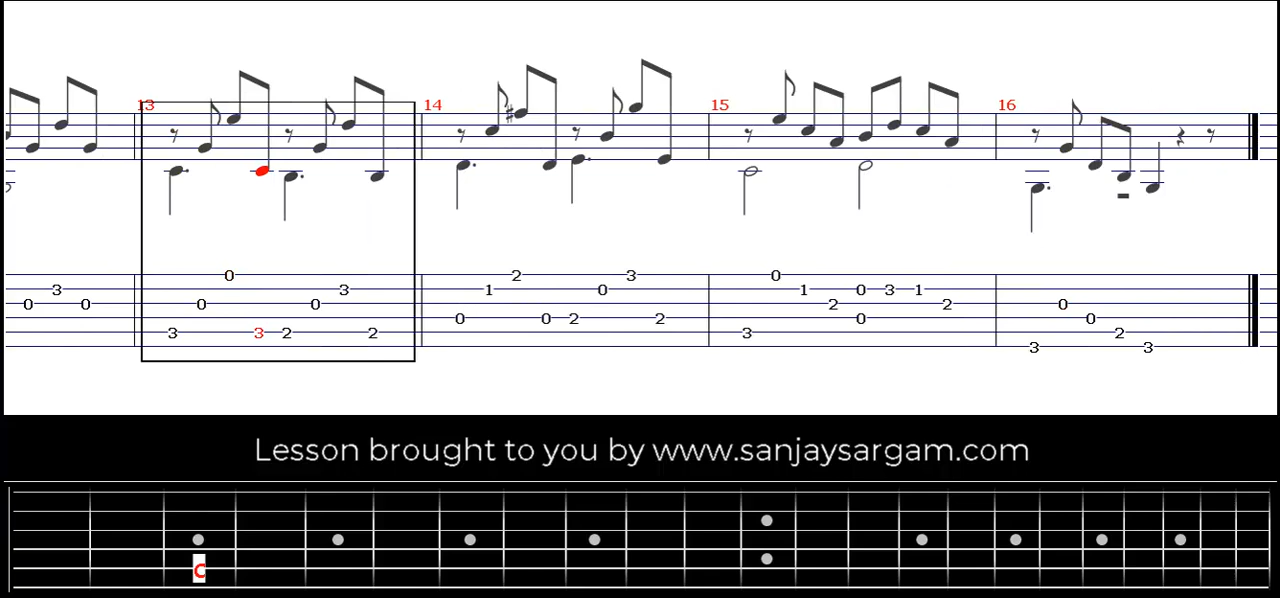 13 14 15 16
0 0 2 3 0
3 3 1 0 1 0 3 1
0 0 0 2 2 0
0 0 2 2 0 0
3 3 2 2 3 2
3 3
Lesson brought to you by www.sanjaysargam.com
C